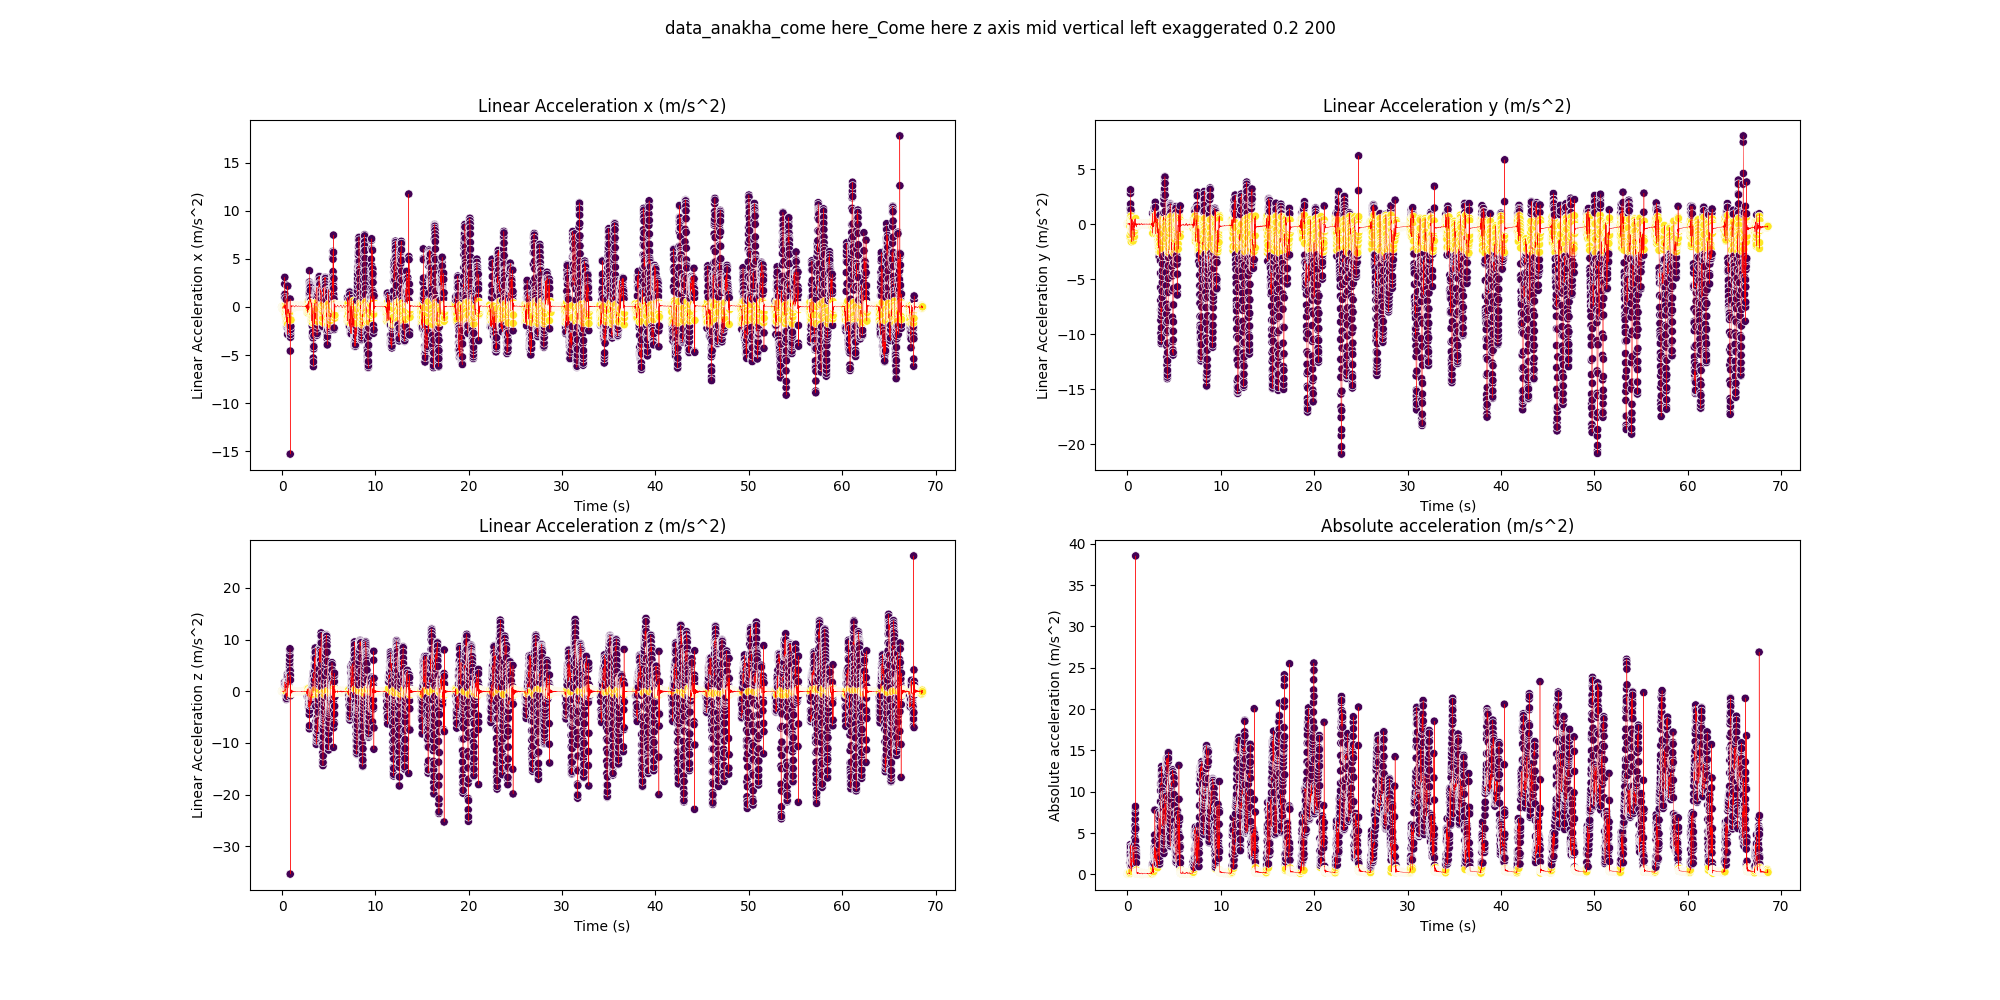 data_anakha_come here_Come here z axis mid vertical left exaggerated 0.2 200
Linear Acceleration x (m/s^2)
Linear Acceleration x (m/s^2)
15
10
5
0
−5
−10
−15
0 10 20 30 40 50 60 70
Time (s)
Linear Acceleration y (m/s^2)
Linear Acceleration y (m/s^2)
5
0
−5
−10
−15
−20
0 10 20 30 40 50 60 70
Time (s)
Linear Acceleration z (m/s^2)
Linear Acceleration z (m/s^2)
20
10
0
−10
−20
−30
0 10 20 30 40 50 60 70
Time (s)
Absolute acceleration (m/s^2)
Absolute acceleration (m/s^2)
40
35
30
25
20
15
10
5
0
0 10 20 30 40 50 60 70
Time (s)